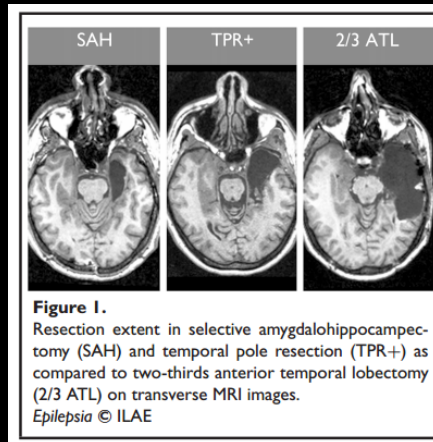 SAH TPR+ 2/3 ATL
Figure 1.
Resection extent in selective amygdalohippocampec-
tomy (SAH) and temporal pole resection (TPR+) as
compared to two-thirds anterior temporal lobectomy
(2/3 ATL) on transverse MRI images.
Epilepsia © ILAE